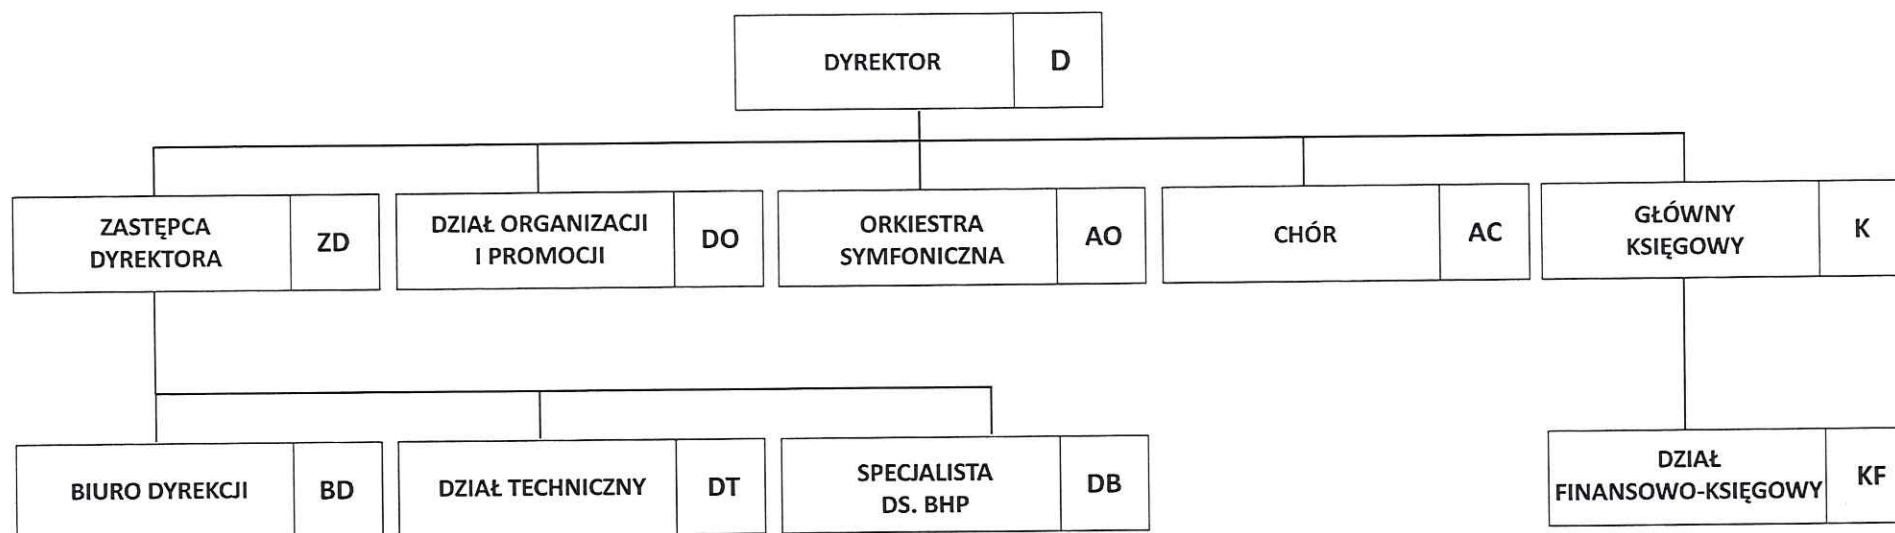 DYREKTOR D
ZASTĘPCA
DYREKTORA
ZD
DZIAŁ ORGANIZACJI
I PROMOCJI
DO
ORKIESTRA
SYMFONICZNA
AO
CHÓR AC
GŁÓWNY
KSIĘGOWY
K
BIURO DYREKCJI BD
DZIAŁ TECHNICZNY DT
SPECJALISTA
DS. BHP
DB
DZIAŁ
FINANSOWO-KSIĘGOWY
KF